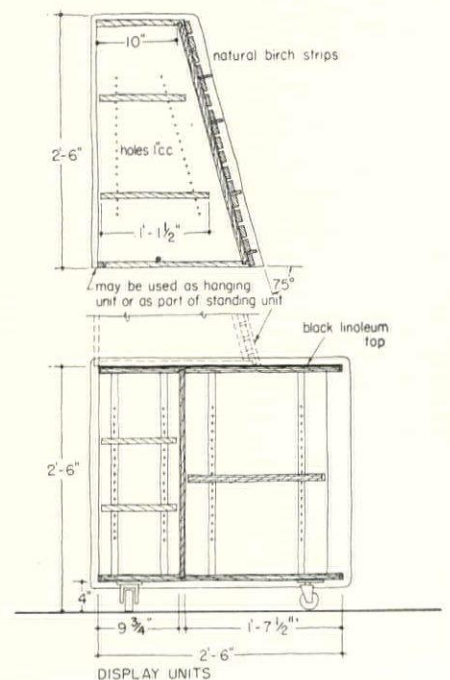 10"
natural birch strips
2'-6"
holes 1"c.c.
1'-1½"
75°
may be used as hanging
unit or as part of standing unit
black linoleum
top
2'-6"
4"
9 ¾"
1'-7½"
2'-6"
DISPLAY UNITS